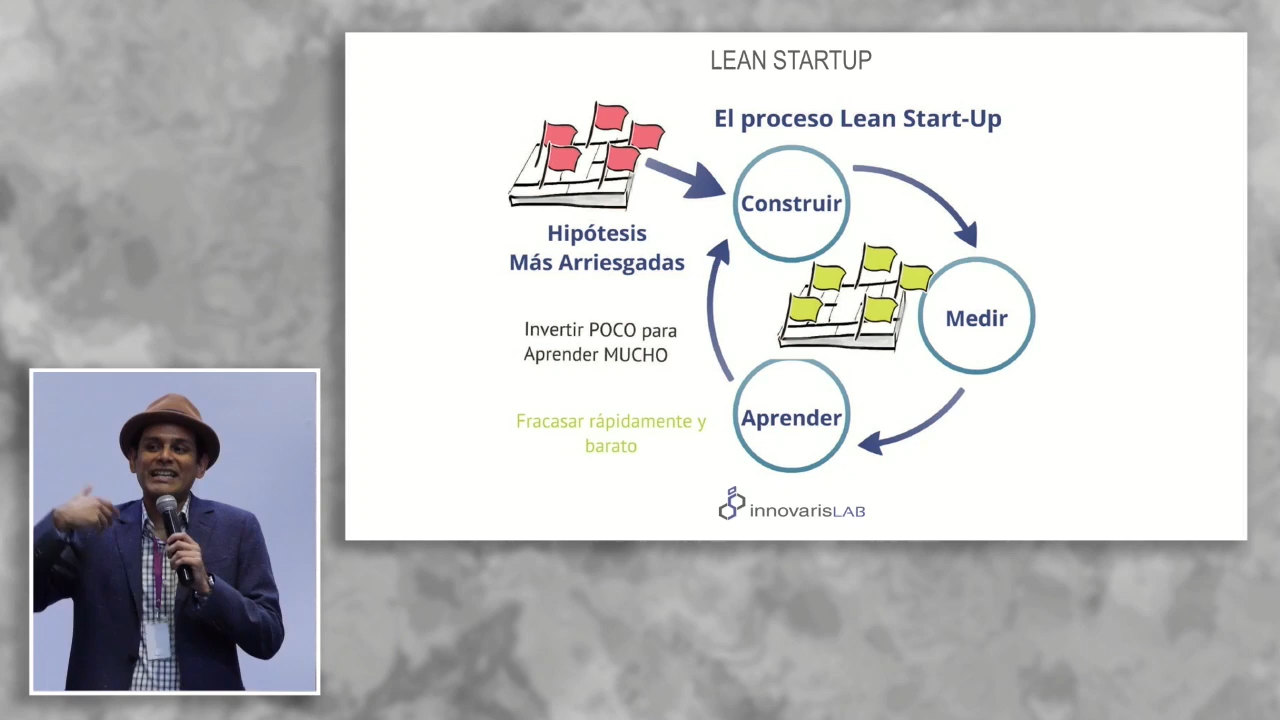 LEAN STARTUP
El proceso Lean Start-Up
Construir
Hipótesis
Más Arriesgadas
Medir
Invertir POCO para
Aprender MUCHO
Aprender
Fracasar rápidamente y
barato
innovarisLAB